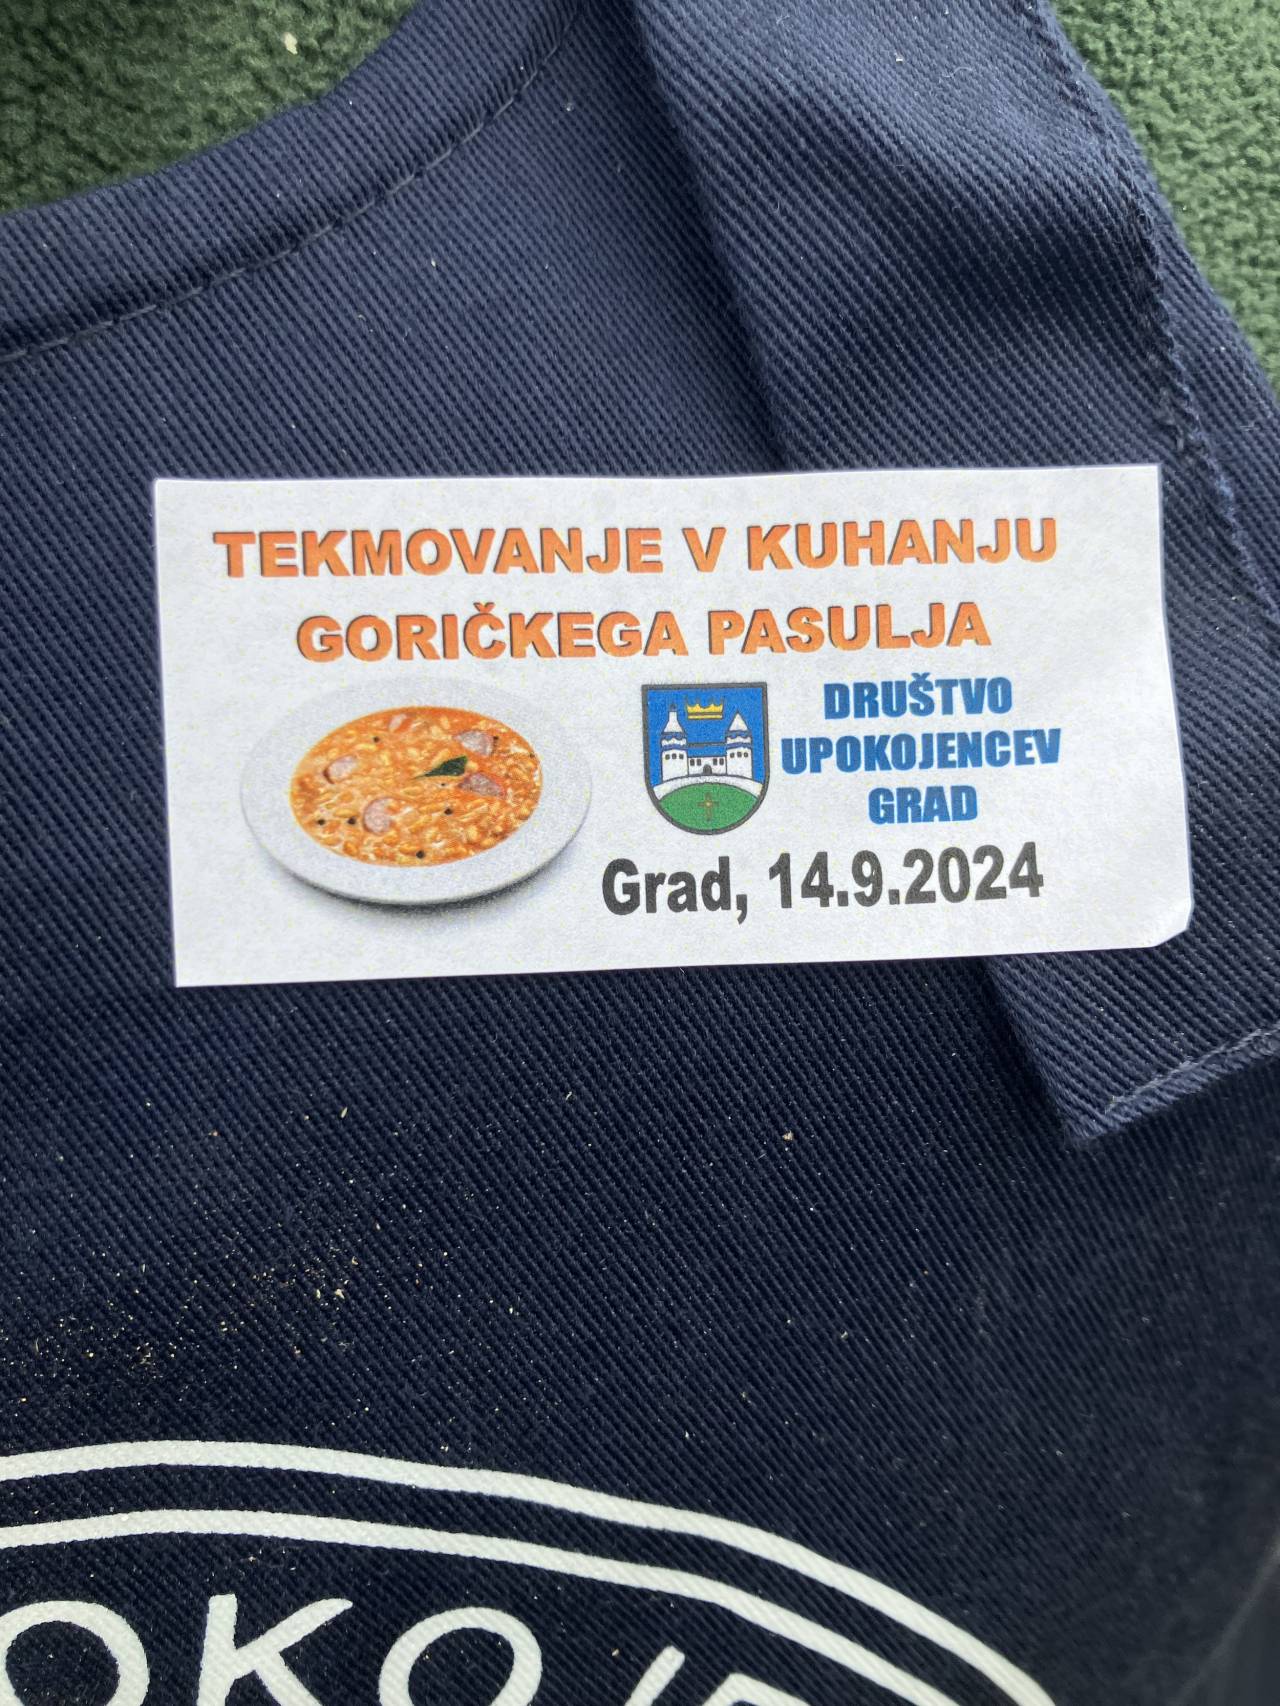 TEKMOVANJE V KUHANJU
GORIČKEGA PASULJA
DRUŠTVO
UPOKOJENCEV
GRAD
Grad, 14.9.2024